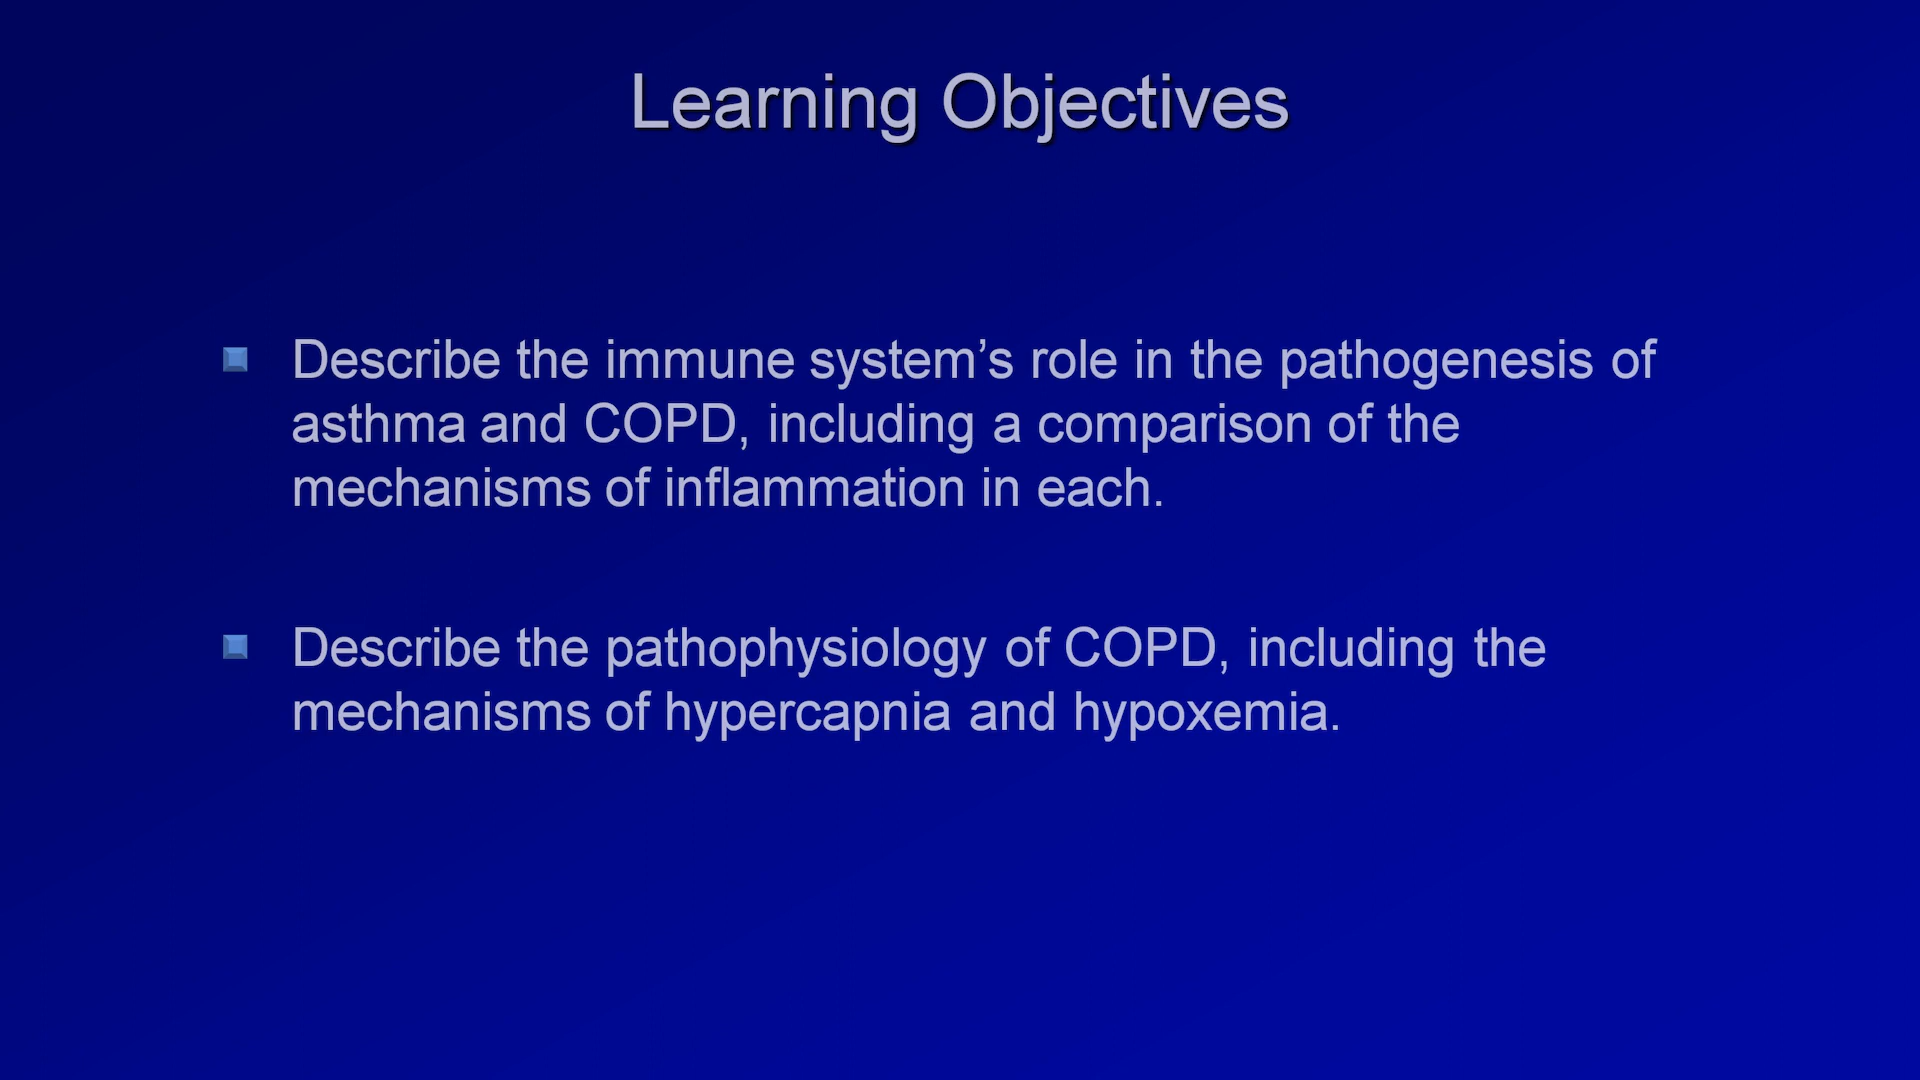 Learning Objectives
Describe the immune system’s role in the pathogenesis of
asthma and COPD, including a comparison of the
mechanisms of inflammation in each.
Describe the pathophysiology of COPD, including the
mechanisms of hypercapnia and hypoxemia.